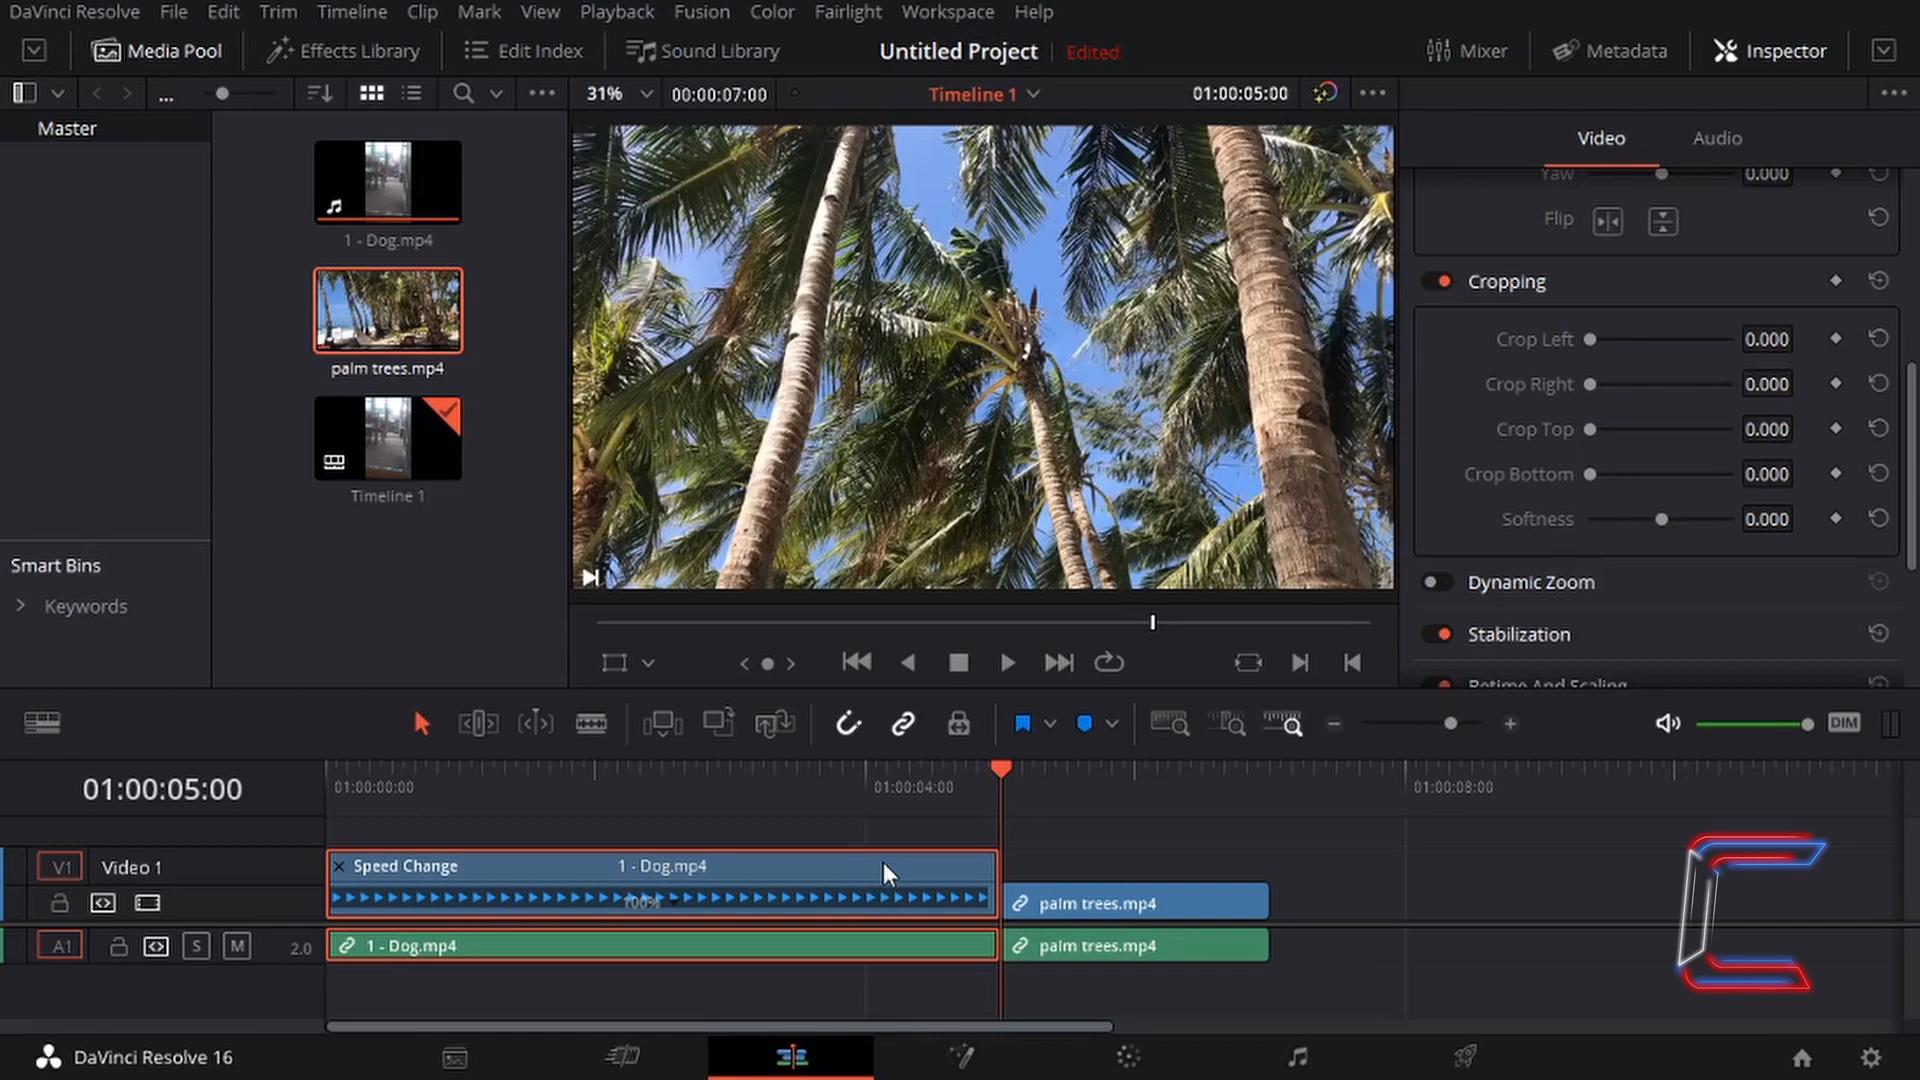 DaVinci Resolve File Edit Trim Timeline Clip Mark View Playback Fusion Color Fairlight Workspace Help
Media Pool Effects Library Edit Index Sound Library Untitled Project Edited Mixer Metadata Inspector
... 31% 00:00:07:00 Timeline 1 01:00:05:00
Master
Video Audio
Yaw 0.000
Flip
1 - Dog.mp4
Cropping
Crop Left 0.000
palm trees.mp4
Crop Right 0.000
Crop Top 0.000
Crop Bottom 0.000
Timeline 1
Softness 0.000
Smart Bins
Dynamic Zoom
Keywords
Stabilization
Retime And Scaling
DIM
01:00:05:00
01:00:00:00 01:00:04:00 01:00:08:00
V1 Video 1
Speed Change 1 - Dog.mp4
100%
palm trees.mp4
A1 S M 2.0
1 - Dog.mp4 palm trees.mp4
DaVinci Resolve 16